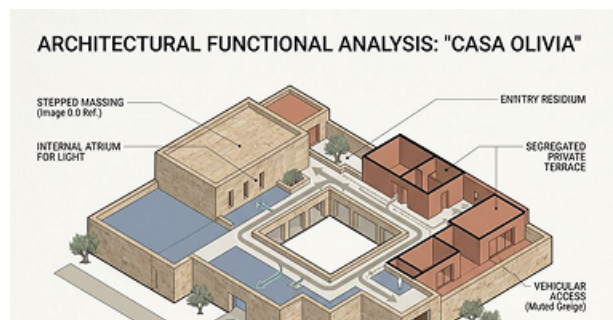 ARCHITECTURAL FUNCTIONAL ANALYSIS: "CASA OLIVIA"
STEPPED MASSING
(Image 0.0 Ref.)
ENNTRY RESIDIUM
INTERNAL ATRIUM
FOR LIGHT
SEGREGATED
PRIVATE
TERRACE
VEHICULAR
ACCESS
(Muted Greige)